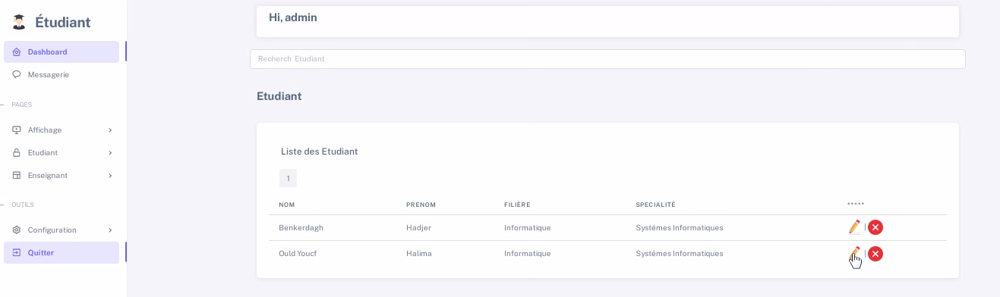 Étudiant
Dashboard
Messagerie
PAGES
Affichage
Etudiant
Enseignant
OUTILS
Configuration
Quitter
Hi, admin
Recherch Etudiant
Etudiant
Liste des Etudiant
1
NOM PRENOM FILIÈRE SPECIALITÉ *****
Benkerdagh Hadjer Informatique Systémes Informatiques |
Ould Youcf Halima Informatique Systémes Informatiques |